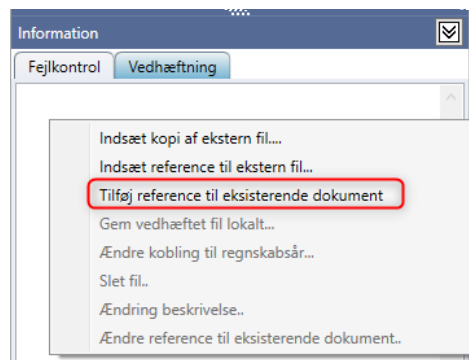 Information
Fejlkontrol Vedhæftning
Indsæt kopi af ekstern fil....
Indsæt reference til ekstern fil...
Tilføj reference til eksisterende dokument
Gem vedhæftet fil lokalt...
Ændre kobling til regnskabsår...
Slet fil..
Ændring beskrivelse..
Ændre reference til eksisterende dokument..